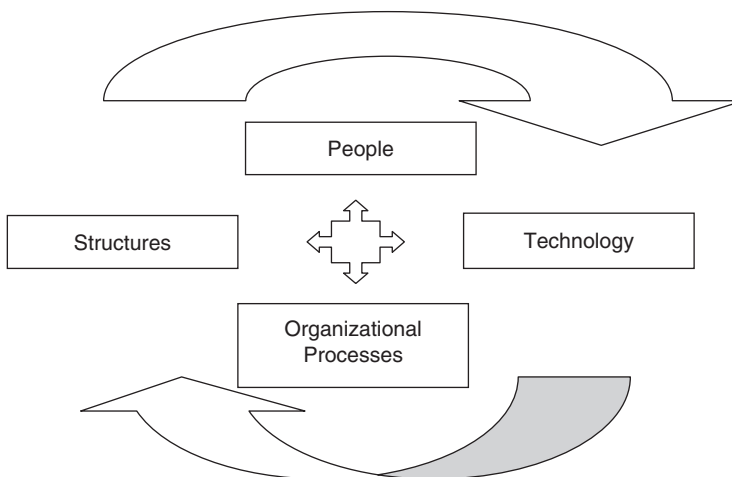 People
Structures
Technology
Organizational
Processes